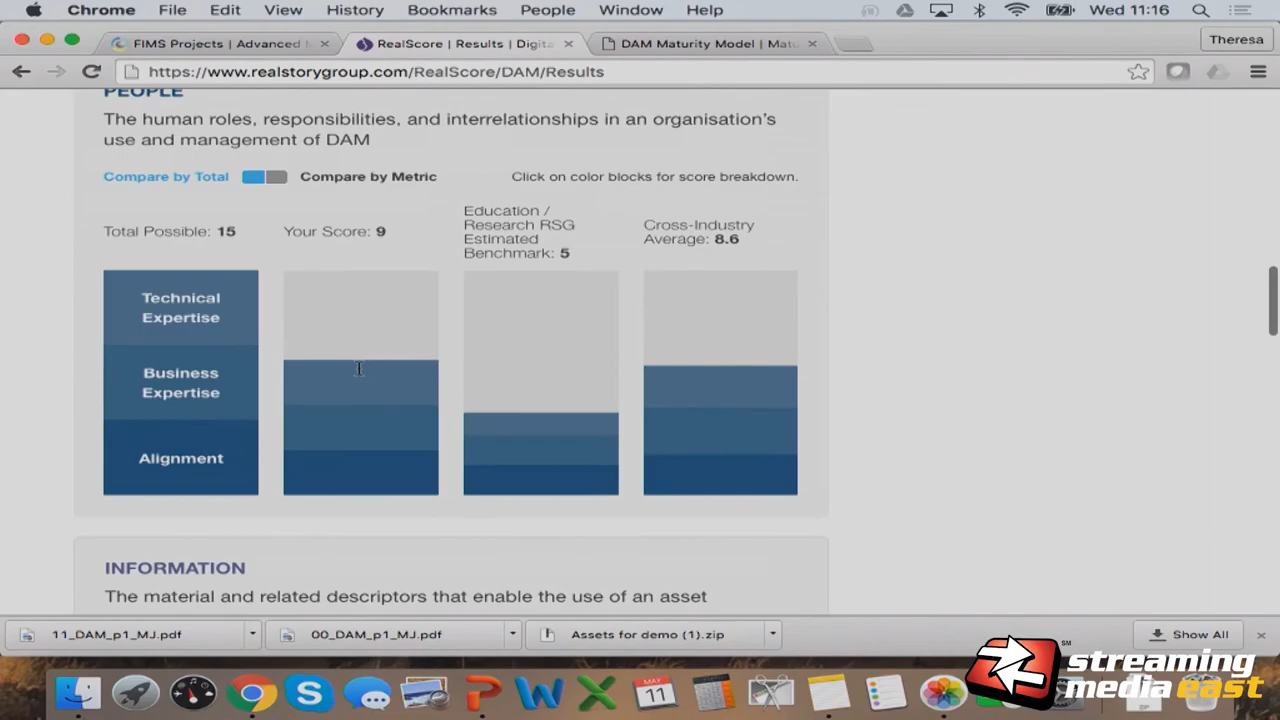 Chrome File Edit View History Bookmarks People Window Help Wed 11:16
FIMS Projects | Advanced
RealScore | Results | Digita
DAM Maturity Model | Matu
Theresa
https://www.realstorygroup.com/RealScore/DAM/Results
PEOPLE
The human roles, responsibilities, and interrelationships in an organisation's
use and management of DAM
Compare by Total Compare by Metric Click on color blocks for score breakdown.
Total Possible: 15
Your Score: 9
Education /
Research RSG
Estimated
Benchmark: 5
Cross-Industry
Average: 8.6
Technical
Expertise
Business
Expertise
Alignment
INFORMATION
The material and related descriptors that enable the use of an asset
11_DAM_p1_MJ.pdf
00_DAM_p1_MJ.pdf
Assets for demo (1).zip
Show All
MAY
11
streaming
media east
SM